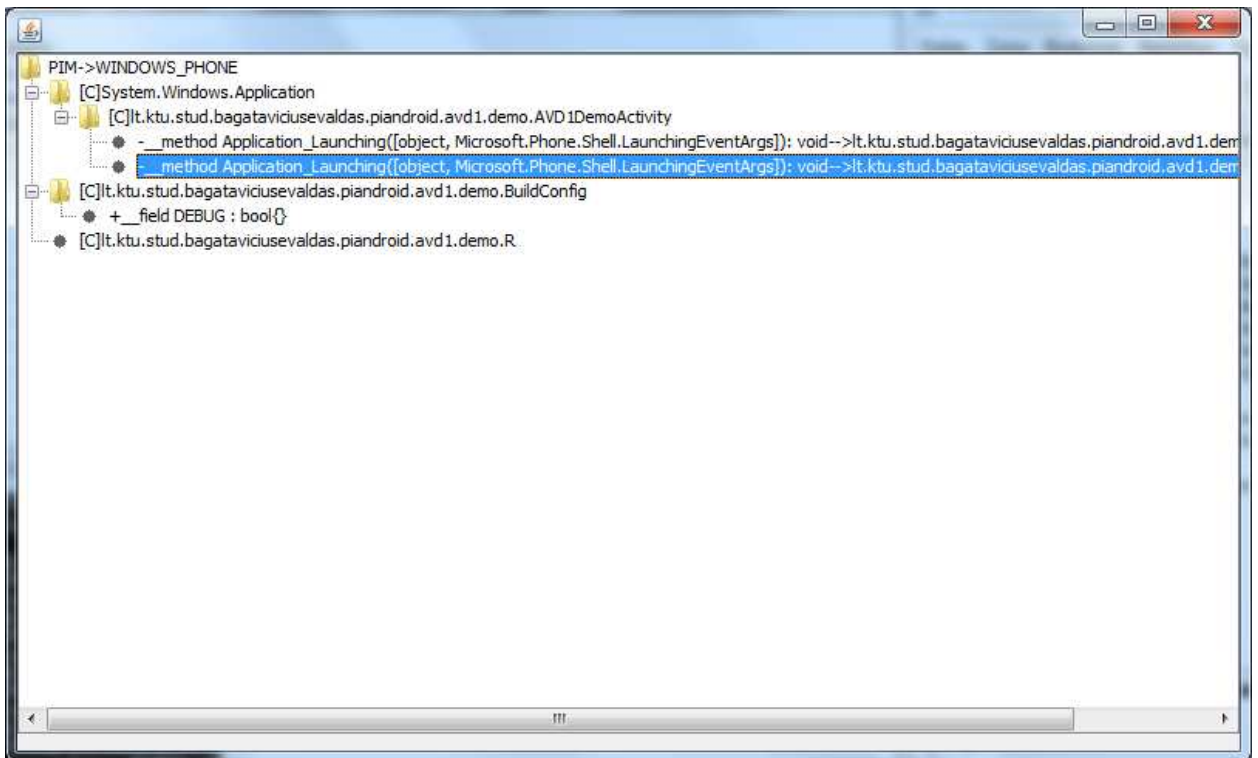 PIM->WINDOWS_PHONE
[C]System.Windows.Application
[C]lt.ktu.stud.bagataviciusevaldas.piandroid.avd1.demo.AVD1DemoActivity
-__method Application_Launching([object, Microsoft.Phone.Shell.LaunchingEventArgs]): void-->lt.ktu.stud.bagataviciusevaldas.piandroid.avd1.dem
-__method Application_Launching([object, Microsoft.Phone.Shell.LaunchingEventArgs]): void-->lt.ktu.stud.bagataviciusevaldas.piandroid.avd1.dem
[C]lt.ktu.stud.bagataviciusevaldas.piandroid.avd1.demo.BuildConfig
+__field DEBUG : bool{}
[C]lt.ktu.stud.bagataviciusevaldas.piandroid.avd1.demo.R